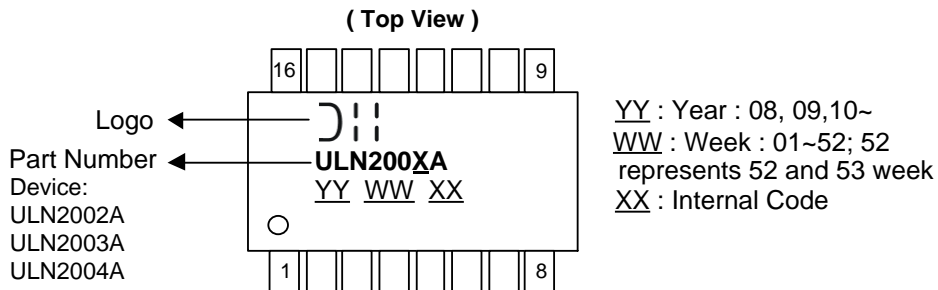 ( Top View )
16 9
Logo
Part Number
Device:
ULN2002A
ULN2003A
ULN2004A
ULN200XA
YY WW XX
1 8
YY : Year : 08, 09,10~
WW : Week : 01~52; 52
represents 52 and 53 week
XX : Internal Code